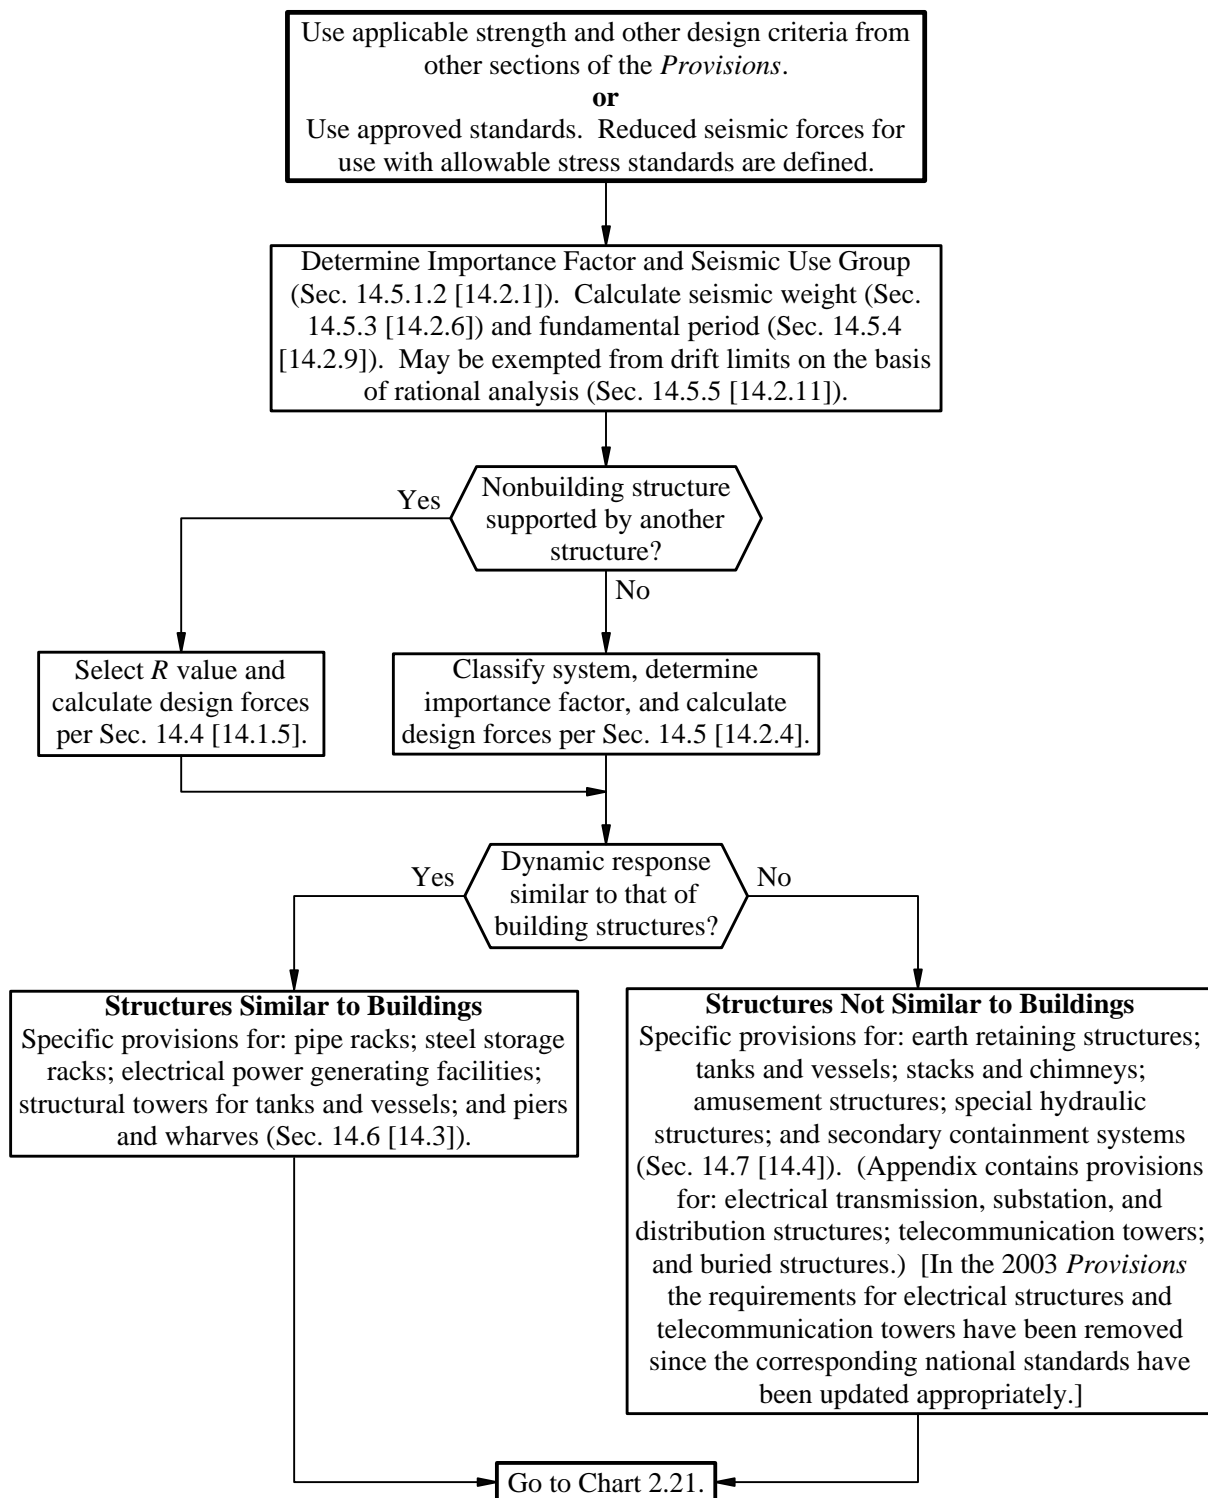 Use applicable strength and other design criteria from
other sections of the Provisions.
or
Use approved standards.  Reduced seismic forces for
use with allowable stress standards are defined.
Determine Importance Factor and Seismic Use Group
(Sec. 14.5.1.2 [14.2.1]).  Calculate seismic weight (Sec.
14.5.3 [14.2.6]) and fundamental period (Sec. 14.5.4
[14.2.9]).  May be exempted from drift limits on the basis
of rational analysis (Sec. 14.5.5 [14.2.11]).
Nonbuilding structure
supported by another
structure?
Yes
No
Select R value and
calculate design forces
per Sec. 14.4 [14.1.5].
Classify system, determine
importance factor, and calculate
design forces per Sec. 14.5 [14.2.4].
Dynamic response
similar to that of
building structures?
Yes
No
Structures Similar to Buildings
Specific provisions for: pipe racks; steel storage
racks; electrical power generating facilities;
structural towers for tanks and vessels; and piers
and wharves (Sec. 14.6 [14.3]).
Structures Not Similar to Buildings
Specific provisions for: earth retaining structures;
tanks and vessels; stacks and chimneys;
amusement structures; special hydraulic
structures; and secondary containment systems
(Sec. 14.7 [14.4]).  (Appendix contains provisions
for: electrical transmission, substation, and
distribution structures; telecommunication towers;
and buried structures.)  [In the 2003 Provisions
the requirements for electrical structures and
telecommunication towers have been removed
since the corresponding national standards have
been updated appropriately.]
Go to Chart 2.21.